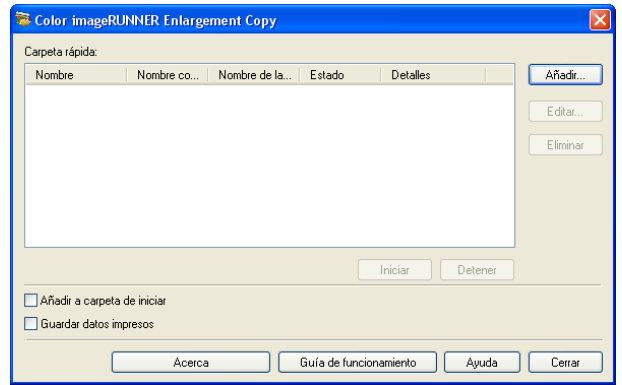 Color imageRUNNER Enlargement Copy
Carpeta rápida:
Nombre Nombre co... Nombre de la... Estado Detalles
Añadir...
Editar...
Eliminar
Iniciar Detener
Añadir a carpeta de iniciar
Guardar datos impresos
Acerca Guía de funcionamiento Ayuda Cerrar